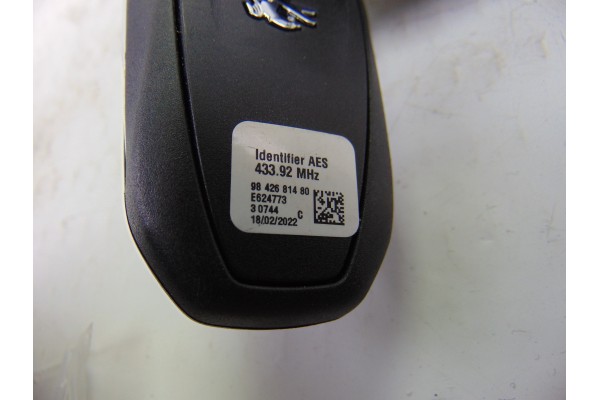 Identifier AES
433.92 MHz
98 426 814 80
E624773
3 0744 C
18/02/2022